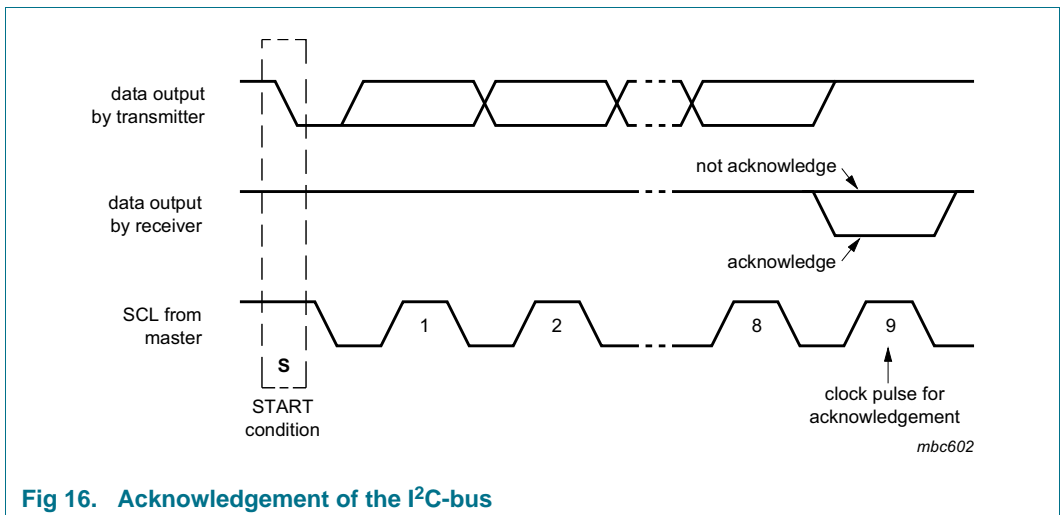 data output
by transmitter
not acknowledge
data output
by receiver
acknowledge
SCL from
master
1
2
8
9
S
START
condition
clock pulse for
acknowledgement
mbc602
Fig 16. Acknowledgement of the I²C-bus